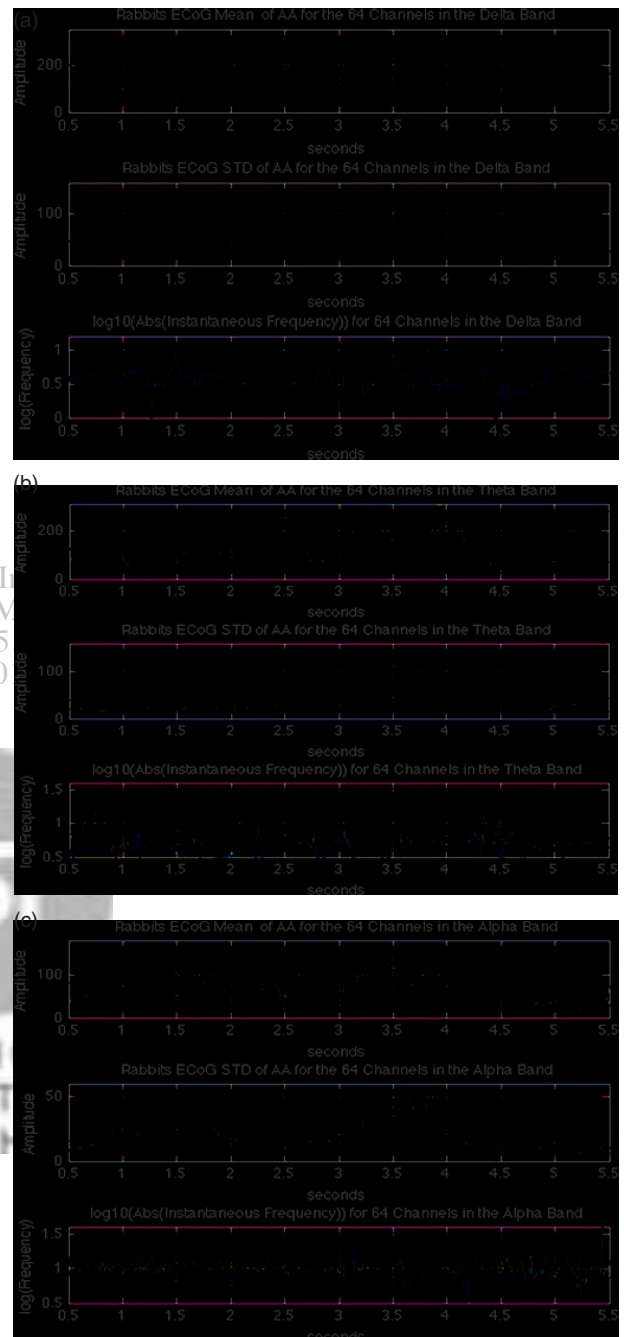 (a)
Rabbits ECoG Mean of AA for the 64 Channels in the Delta Band
Amplitude
200
0
0.5 1 1.5 2 2.5 3 3.5 4 4.5 5 5.5
seconds
Rabbits ECoG STD of AA for the 64 Channels in the Delta Band
Amplitude
100
0
0.5 1 1.5 2 2.5 3 3.5 4 4.5 5 5.5
seconds
log10(Abs(Instantaneous Frequency)) for 64 Channels in the Delta Band
log(Frequency)
1
0.5
0
0.5 1 1.5 2 2.5 3 3.5 4 4.5 5 5.5
seconds
(b)
Rabbits ECoG Mean of AA for the 64 Channels in the Theta Band
Amplitude
200
0
0.5 1 1.5 2 2.5 3 3.5 4 4.5 5 5.5
seconds
Rabbits ECoG STD of AA for the 64 Channels in the Theta Band
Amplitude
100
0
0.5 1 1.5 2 2.5 3 3.5 4 4.5 5 5.5
seconds
log10(Abs(Instantaneous Frequency)) for 64 Channels in the Theta Band
log(Frequency)
1.5
1
0.5
0.5 1 1.5 2 2.5 3 3.5 4 4.5 5 5.5
seconds
(c)
Rabbits ECoG Mean of AA for the 64 Channels in the Alpha Band
Amplitude
100
0
0.5 1 1.5 2 2.5 3 3.5 4 4.5 5 5.5
seconds
Rabbits ECoG STD of AA for the 64 Channels in the Alpha Band
Amplitude
50
0
0.5 1 1.5 2 2.5 3 3.5 4 4.5 5 5.5
seconds
log10(Abs(Instantaneous Frequency)) for 64 Channels in the Alpha Band
log(Frequency)
1.5
1
0.5
0.5 1 1.5 2 2.5 3 3.5 4 4.5 5 5.5
seconds